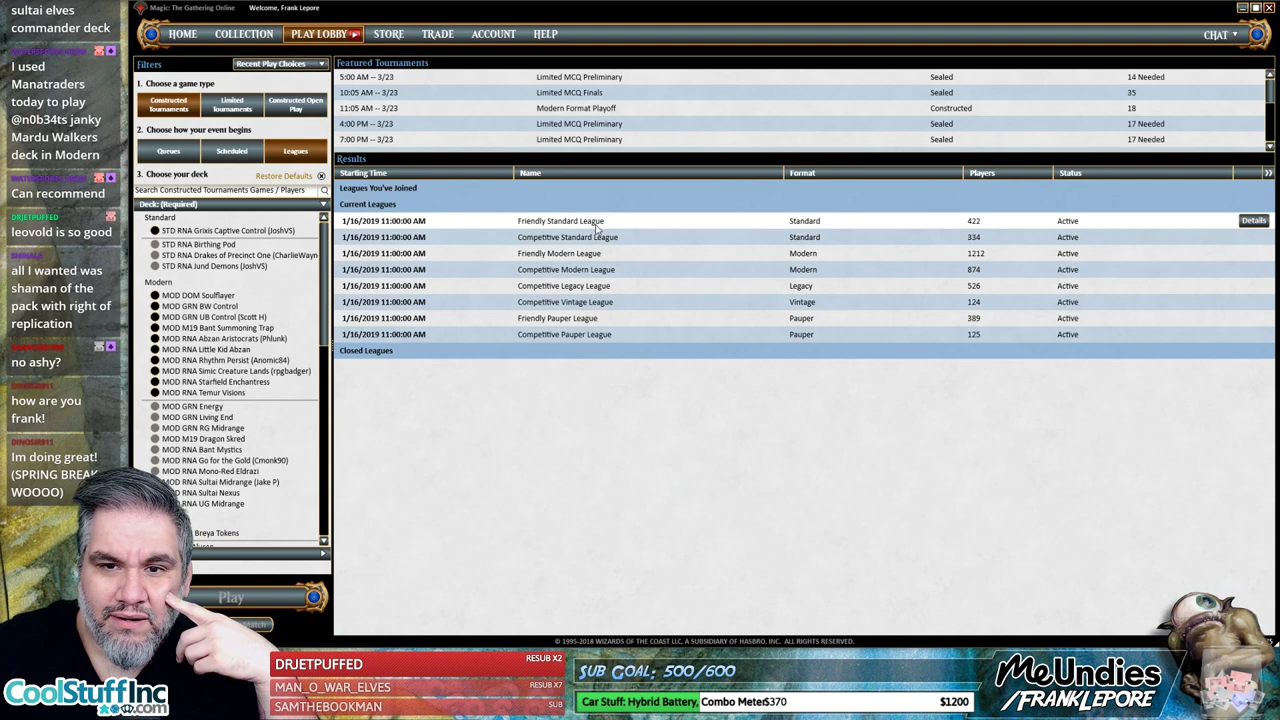 sultai elves
commander deck
I used
Manatraders
today to play
@n0b34ts janky
Mardu Walkers
deck in Modern
Can recommend
DRJETPUFFED
leovold is so good
all I wanted was
shaman of the
pack with right of
replication
no ashy?
DINOSIR911
how are you
frank!
DINOSIR911
Im doing great!
(SPRING BREAK
WOOOO)
Magic: The Gathering Online
Welcome, Frank Lepore
HOME
COLLECTION
PLAY LOBBY
STORE
TRADE
ACCOUNT
HELP
CHAT
Filters
Recent Play Choices
1. Choose a game type
Constructed Tournaments
Limited Tournaments
Constructed Open Play
2. Choose how your event begins
Queues
Scheduled
Leagues
3. Choose your deck
Restore Defaults
Search Constructed Tournaments Games / Players
Deck: (Required)
Standard
STD RNA Grixis Captive Control (JoshVS)
STD RNA Birthing Pod
STD RNA Drakes of Precinct One (CharlieWayn
STD RNA Jund Demons (JoshVS)
Modern
MOD DOM Soulflayer
MOD GRN BW Control
MOD GRN UB Control (Scott H)
MOD M19 Bant Summoning Trap
MOD RNA Abzan Aristocrats (Phlunk)
MOD RNA Little Kid Abzan
MOD RNA Rhythm Persist (Anomic84)
MOD RNA Simic Creature Lands (rpgbadger)
MOD RNA Starfield Enchantress
MOD RNA Temur Visions
MOD GRN Energy
MOD GRN Living End
MOD GRN RG Midrange
MOD M19 Dragon Skred
MOD RNA Bant Mystics
MOD RNA Go for the Gold (Cmonk90)
MOD RNA Mono-Red Eldrazi
MOD RNA Sultai Midrange (Jake P)
RNA Sultai Nexus
RNA UG Midrange
Breya Tokens
Play
Match
Featured Tournaments
5:00 AM -- 3/23 Limited MCQ Preliminary Sealed 14 Needed
10:05 AM -- 3/23 Limited MCQ Finals Sealed 35
11:05 AM -- 3/23 Modern Format Playoff Constructed 18
4:00 PM -- 3/23 Limited MCQ Preliminary Sealed 17 Needed
7:00 PM -- 3/23 Limited MCQ Preliminary Sealed 17 Needed
Results
Starting Time Name Format Players Status
Leagues You've Joined
Current Leagues
1/16/2019 11:00:00 AM Friendly Standard League Standard 422 Active Details
1/16/2019 11:00:00 AM Competitive Standard League Standard 334 Active
1/16/2019 11:00:00 AM Friendly Modern League Modern 1212 Active
1/16/2019 11:00:00 AM Competitive Modern League Modern 874 Active
1/16/2019 11:00:00 AM Competitive Legacy League Legacy 526 Active
1/16/2019 11:00:00 AM Competitive Vintage League Vintage 124 Active
1/16/2019 11:00:00 AM Friendly Pauper League Pauper 389 Active
1/16/2019 11:00:00 AM Competitive Pauper League Pauper 125 Active
Closed Leagues
© 1995-2018 WIZARDS OF THE COAST LLC, A SUBSIDIARY OF HASBRO, INC. ALL RIGHTS RESERVED.
DRJETPUFFED RESUB X2
MAN_O_WAR_ELVES RESUB X7
SAMTHEBOOKMAN SUB
SUB GOAL: 500/600
Car Stuff: Hybrid Battery, Combo Meter $370 $1200
MeUndies
/FRANKLEPORE
CoolStuffInc
.com